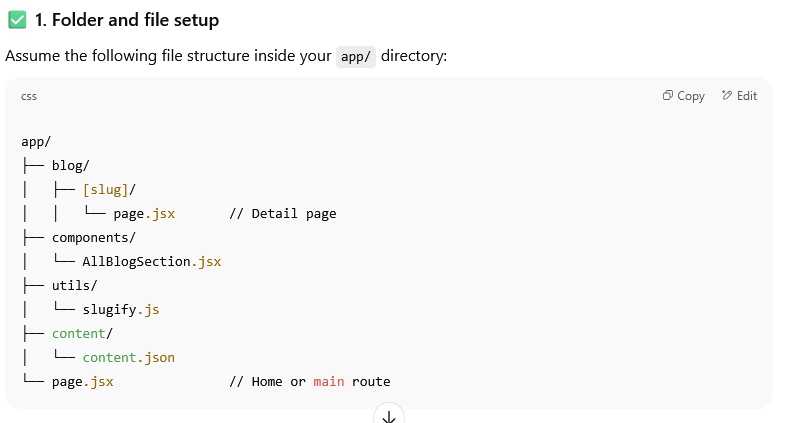 ✅ 1. Folder and file setup
Assume the following file structure inside your app/ directory:
css Copy Edit
app/
├── blog/
│   ├── [slug]/
│   │   └── page.jsx       // Detail page
├── components/
│   └── AllBlogSection.jsx
├── utils/
│   └── slugify.js
├── content/
│   └── content.json
└── page.jsx               // Home or main route